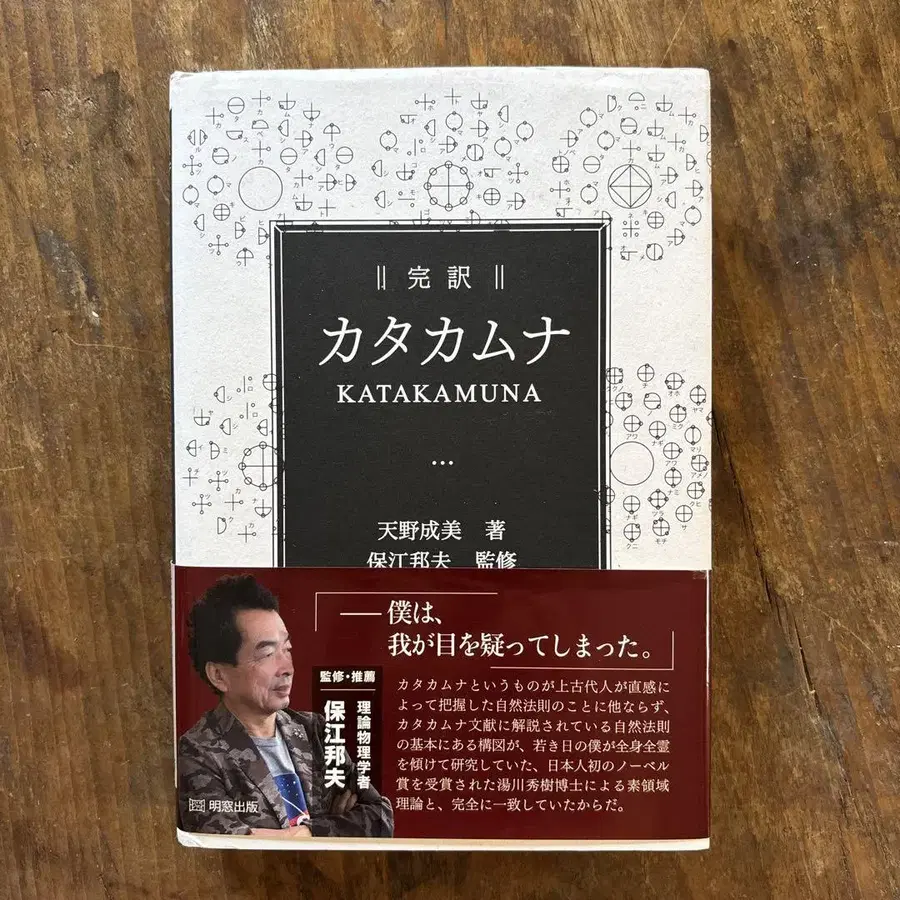 完訳
カタカムナ
KATAKAMUNA
…
天野成美 著
保江邦夫 監修
「――僕は、
我が目を疑ってしまった。」
監修・推薦
理論物理学者
保江邦夫
カタカムナというものが上古代人が直感に
よって把握した自然法則のことに他ならず、
カタカムナ文献に解説されている自然法則
の基本にある構図が、若き日の僕が全身全霊
を傾けて研究していた、日本人初のノーベル
賞を受賞された湯川秀樹博士による素領域
理論と、完全に一致していたからだ。
明窓出版